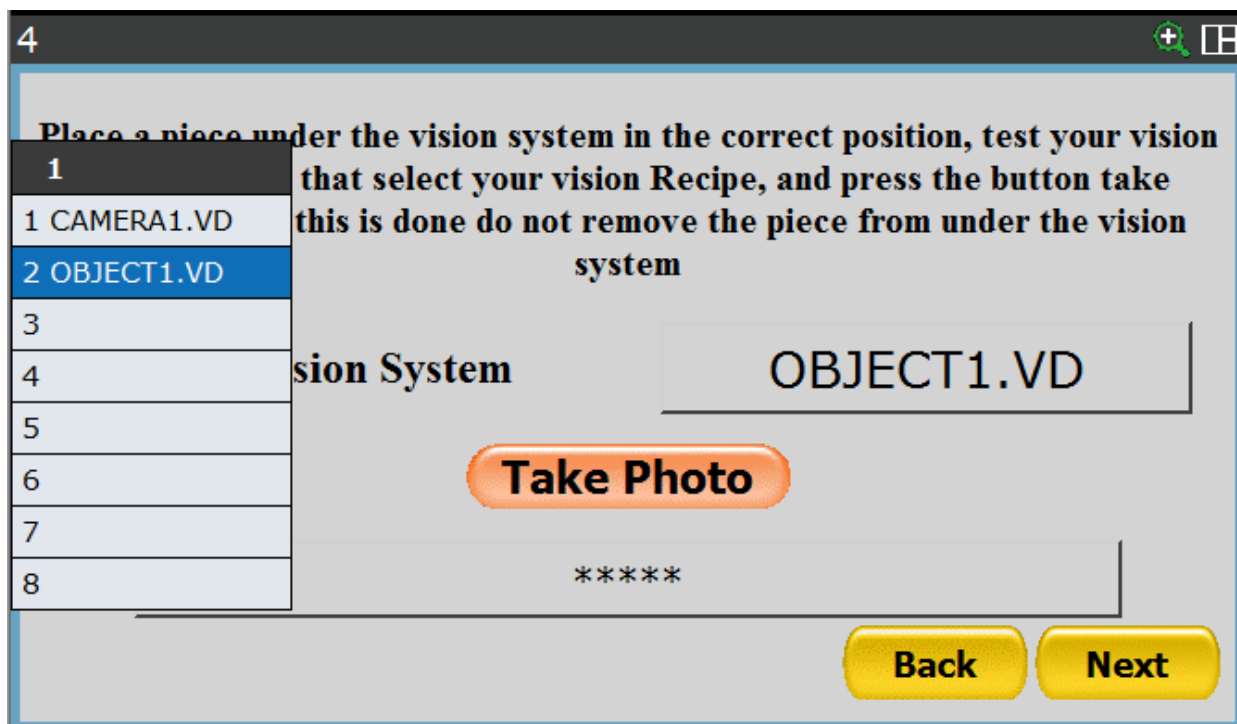 4
Place a piece under the vision system in the correct position, test your vision
that select your vision Recipe, and press the button take
this is done do not remove the piece from under the vision
system
1
1 CAMERA1.VD
2 OBJECT1.VD
3
4
5
6
7
8
sion System
OBJECT1.VD
Take Photo
*****
Back
Next